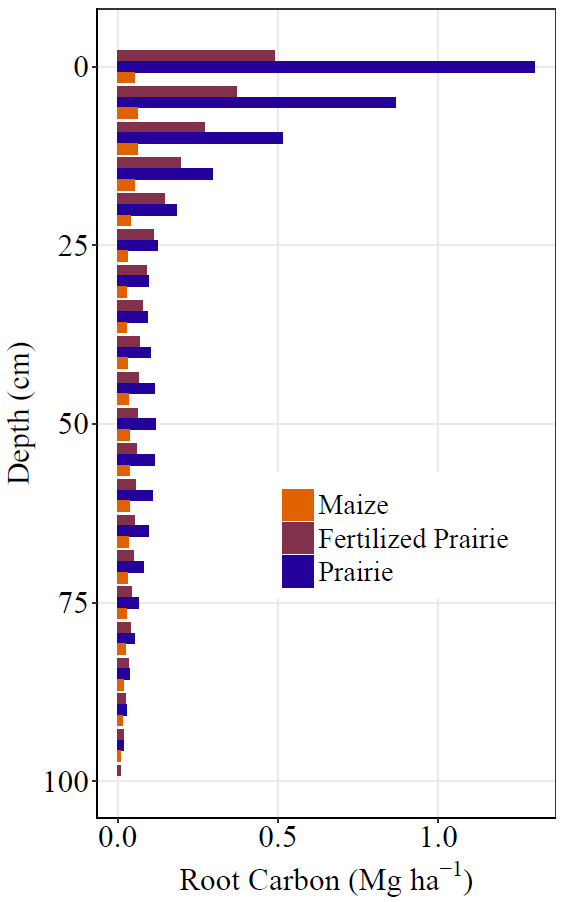 0
25
50
75
100
Depth (cm)
Maize
Fertilized Prairie
Prairie
0.0 0.5 1.0
Root Carbon (Mg ha⁻¹)